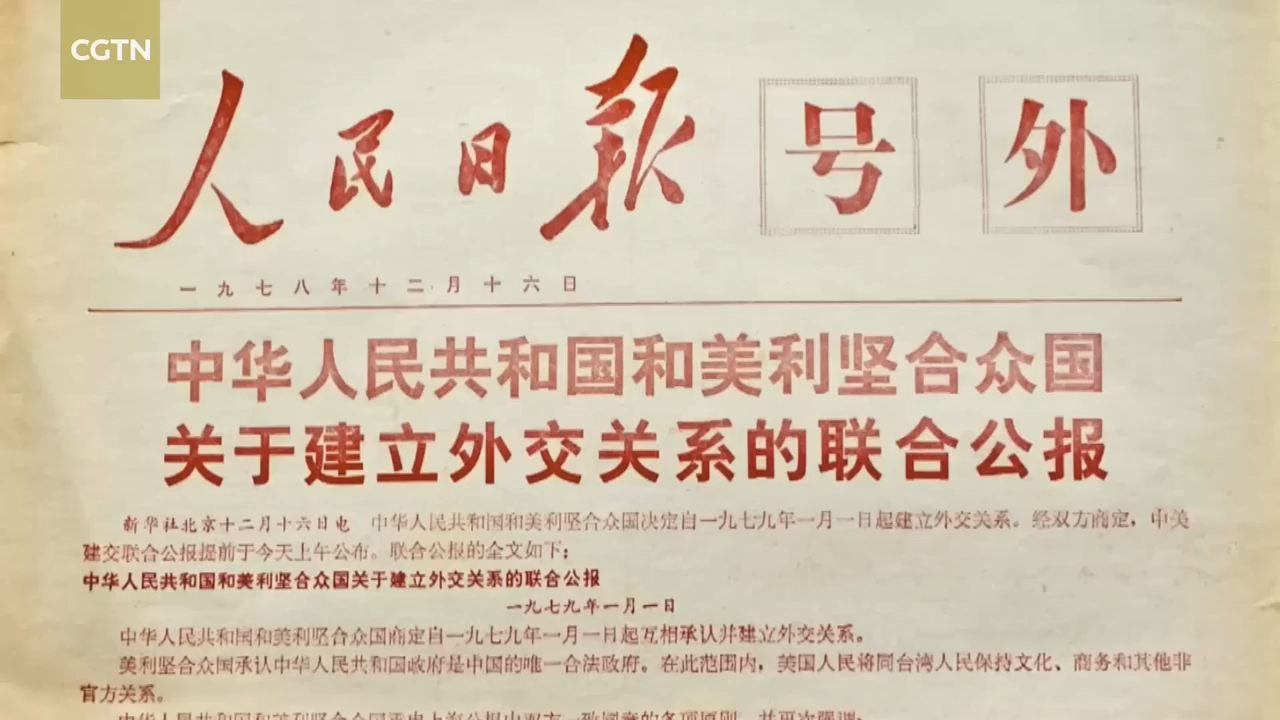 CGTN
人民日報 号外
一九七八年十二月十六日
中华人民共和国和美利坚合众国
关于建立外交关系的联合公报
新华社北京十二月十六日电 中华人民共和国和美利坚合众国决定自一九七九年一月一日起建立外交关系。经双方商定，中美
建交联合公报提前于今天上午公布。联合公报的全文如下：
中华人民共和国和美利坚合众国关于建立外交关系的联合公报
一九七九年一月一日
中华人民共和国和美利坚合众国商定自一九七九年一月一日起互相承认并建立外交关系。
美利坚合众国承认中华人民共和国政府是中国的唯一合法政府。在此范围内，美国人民将同台湾人民保持文化、商务和其他非
官方关系。